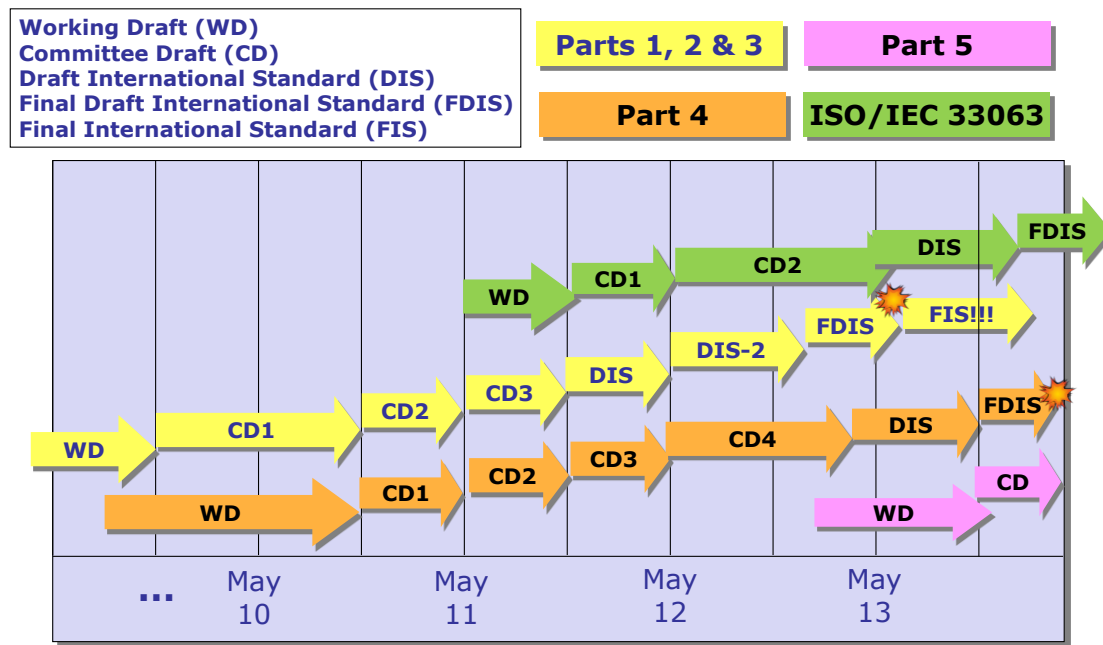 Working Draft (WD)
Committee Draft (CD)
Draft International Standard (DIS)
Final Draft International Standard (FDIS)
Final International Standard (FIS)
Parts 1, 2 & 3
Part 5
Part 4
ISO/IEC 33063
WD
CD1
CD2
DIS
FDIS
WD
CD1
CD2
CD3
DIS
DIS-2
FDIS
FIS!!!
WD
CD1
CD2
CD3
CD4
DIS
FDIS
WD
CD
...
May
10
May
11
May
12
May
13